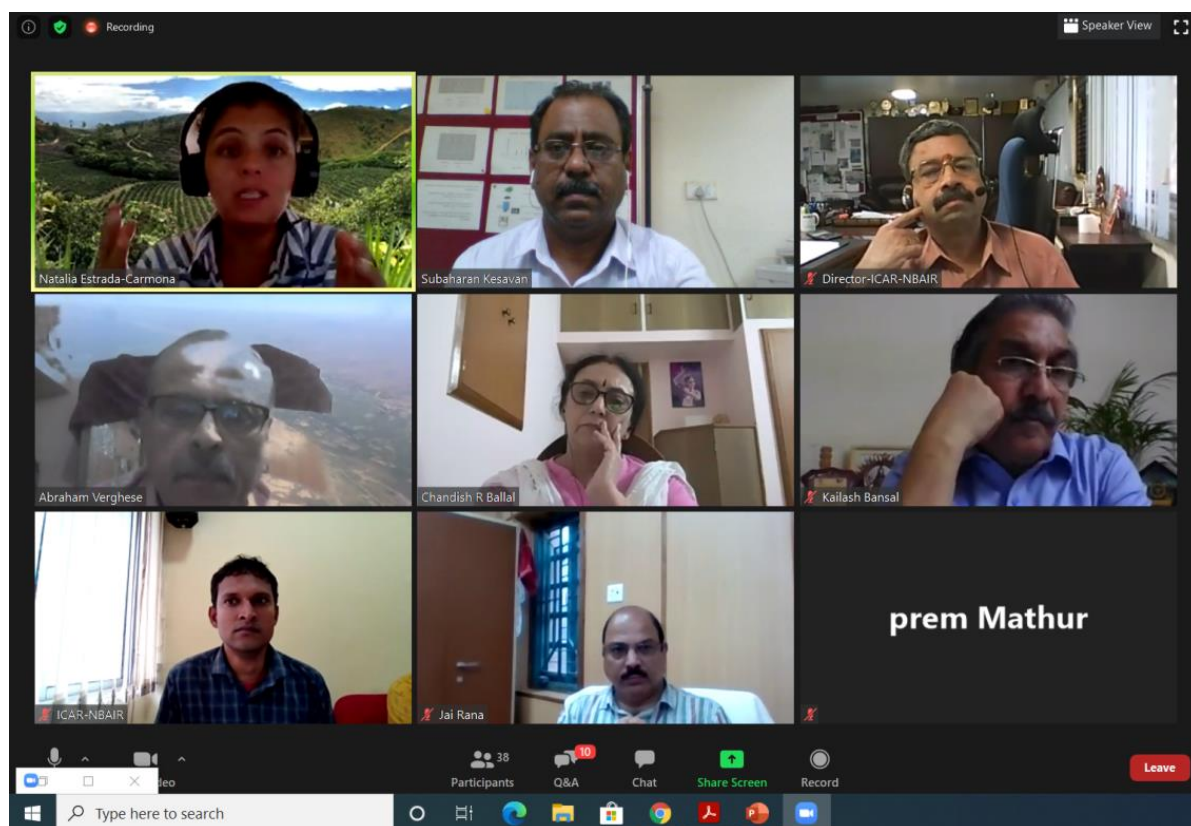 Recording
Speaker View
Natalia Estrada-Carmona
Subaharan Kesavan
Director-ICAR-NBAIR
Abraham Verghese
Chandish R Ballal
Kailash Bansal
ICAR-NBAIR
Jai Rana
prem Mathur
38
10
Participants
Q&A
Chat
Share Screen
Record
Leave
Type here to search